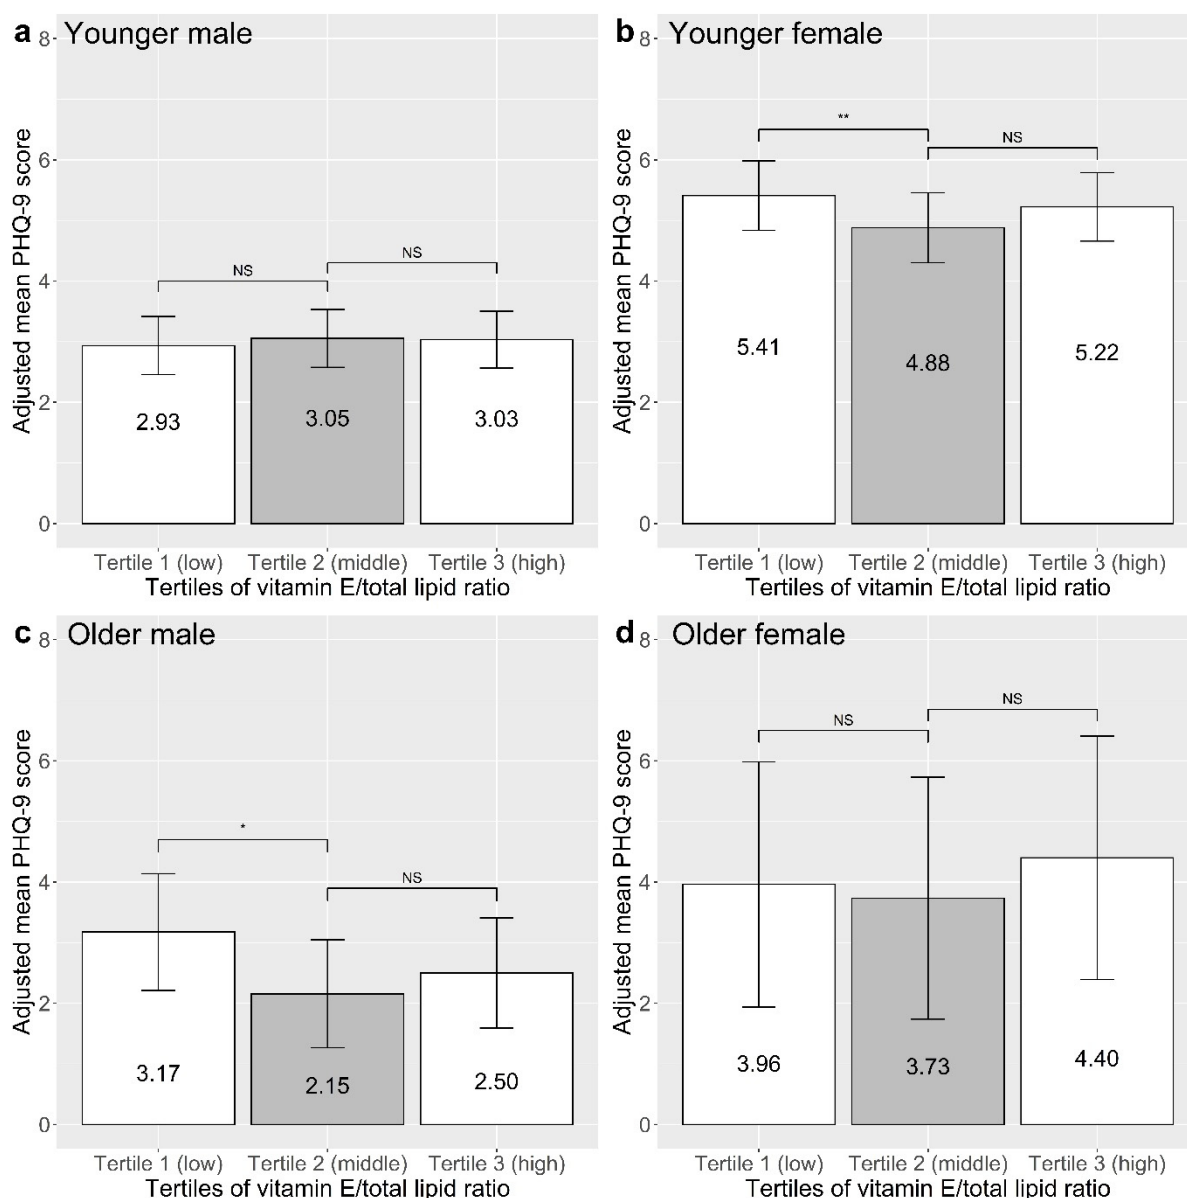 a Younger male
Adjusted mean PHQ-9 score
8
6
4
2
0
NS
NS
2.93
3.05
3.03
Tertile 1 (low) Tertile 2 (middle) Tertile 3 (high)
Tertiles of vitamin E/total lipid ratio
b Younger female
Adjusted mean PHQ-9 score
8
6
4
2
0
**
NS
5.41
4.88
5.22
Tertile 1 (low) Tertile 2 (middle) Tertile 3 (high)
Tertiles of vitamin E/total lipid ratio
c Older male
Adjusted mean PHQ-9 score
8
6
4
2
0
*
NS
3.17
2.15
2.50
Tertile 1 (low) Tertile 2 (middle) Tertile 3 (high)
Tertiles of vitamin E/total lipid ratio
d Older female
Adjusted mean PHQ-9 score
8
6
4
2
0
NS
NS
3.96
3.73
4.40
Tertile 1 (low) Tertile 2 (middle) Tertile 3 (high)
Tertiles of vitamin E/total lipid ratio